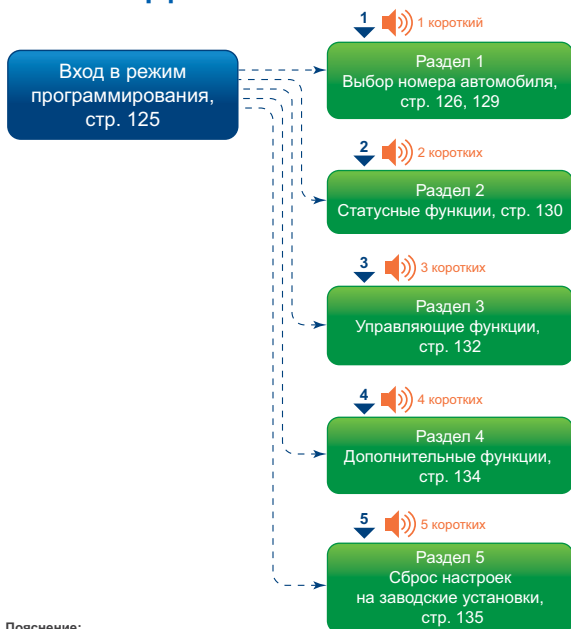 1 1 короткий
Вход в режим
программирования,
стр. 125
Раздел 1
Выбор номера автомобиля,
стр. 126, 129
2 2 коротких
Раздел 2
Статусные функции, стр. 130
3 3 коротких
Раздел 3
Управляющие функции,
стр. 132
4 4 коротких
Раздел 4
Дополнительные функции,
стр. 134
5 5 коротких
Раздел 5
Сброс настроек
на заводские установки,
стр. 135
Пояснение: